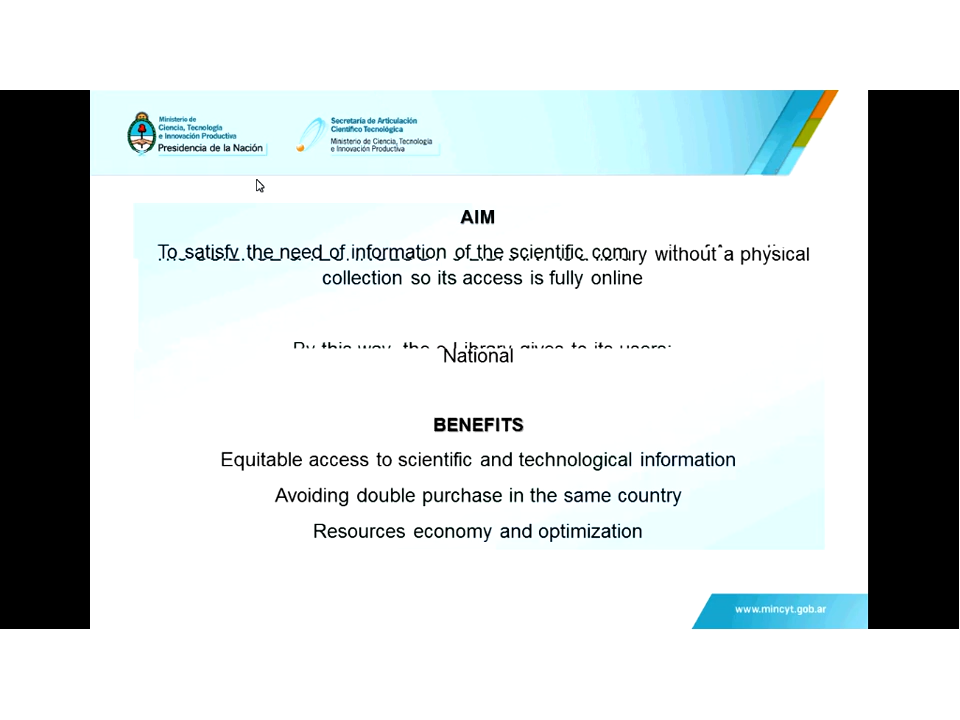 Ministerio de
Ciencia, Tecnología
e Innovación Productiva
Presidencia de la Nación
Secretaría de Articulación
Científico Tecnológica
Ministerio de Ciencia, Tecnología
e Innovación Productiva
AIM
To satisfy the need of information of the scientific com without a physical
collection so its access is fully online
By this way, the e-Library gives to its users:
National
BENEFITS
Equitable access to scientific and technological information
Avoiding double purchase in the same country
Resources economy and optimization
www.mincyt.gob.ar